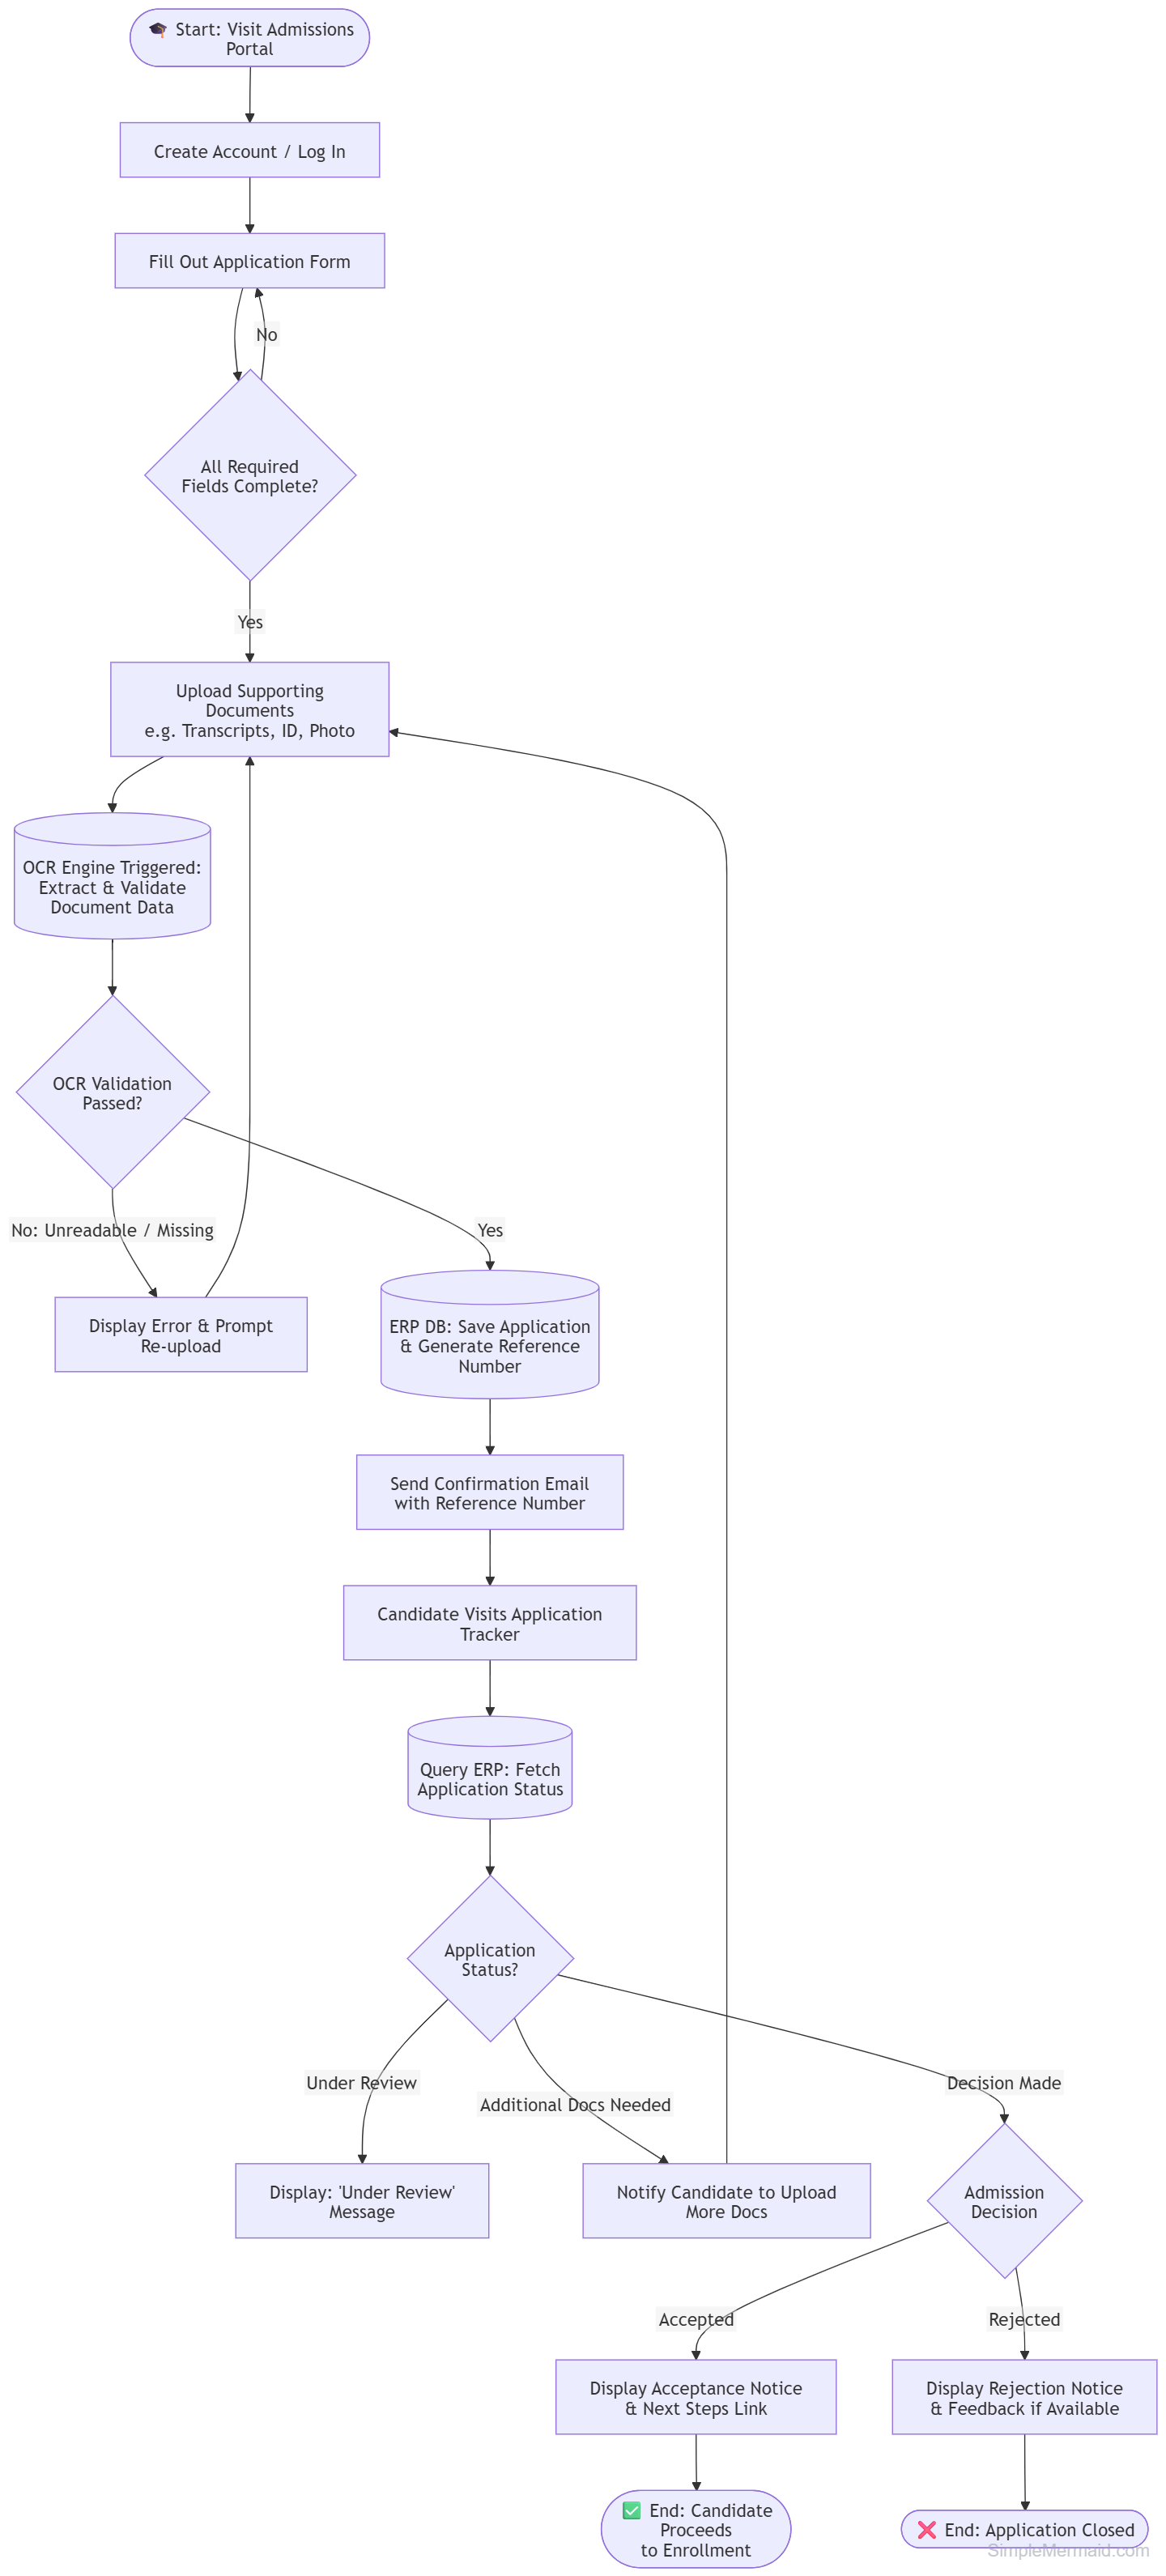 🎓 Start: Visit Admissions
Portal
Create Account / Log In
Fill Out Application Form
No
All Required
Fields Complete?
Yes
Upload Supporting
Documents
e.g. Transcripts, ID, Photo
OCR Engine Triggered:
Extract & Validate
Document Data
OCR Validation
Passed?
No: Unreadable / Missing
Yes
Display Error & Prompt
Re-upload
ERP DB: Save Application
& Generate Reference
Number
Send Confirmation Email
with Reference Number
Candidate Visits Application
Tracker
Query ERP: Fetch
Application Status
Application
Status?
Under Review
Additional Docs Needed
Decision Made
Display: 'Under Review'
Message
Notify Candidate to Upload
More Docs
Admission
Decision
Accepted
Rejected
Display Acceptance Notice
& Next Steps Link
Display Rejection Notice
& Feedback if Available
✅ End: Candidate
Proceeds
to Enrollment
❌ End: Application Closed
SimpleMermaid.com